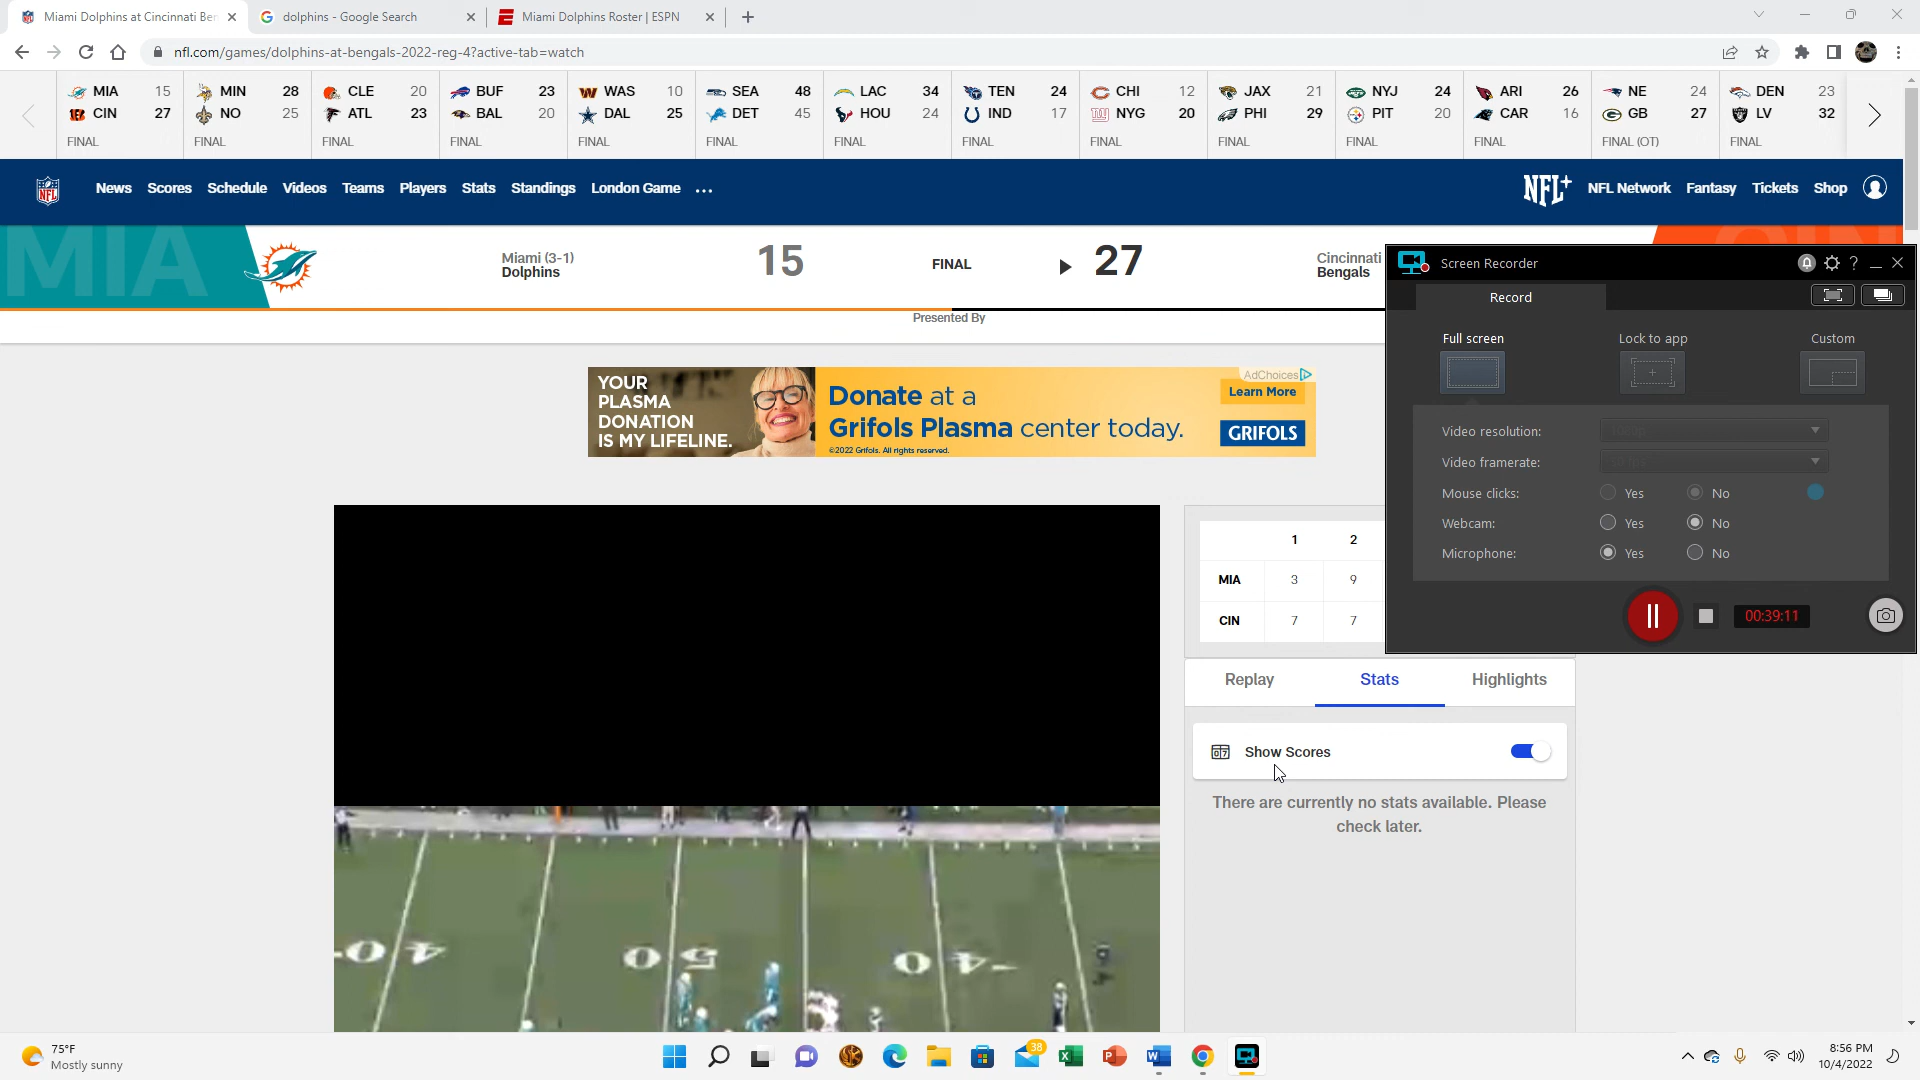 Miami Dolphins at Cincinnati Ber
dolphins - Google Search
Miami Dolphins Roster | ESPN
nfl.com/games/dolphins-at-bengals-2022-reg-4?active-tab=watch
MIA 15
CIN 27
FINAL
MIN 28
NO 25
FINAL
CLE 20
ATL 23
FINAL
BUF 23
BAL 20
FINAL
WAS 10
DAL 25
FINAL
SEA 48
DET 45
FINAL
LAC 34
HOU 24
FINAL
TEN 24
IND 17
FINAL
CHI 12
NYG 20
FINAL
JAX 21
PHI 29
FINAL
NYJ 24
PIT 20
FINAL
ARI 26
CAR 16
FINAL
NE 24
GB 27
FINAL (OT)
DEN 23
LV 32
FINAL
NFL News Scores Schedule Videos Teams Players Stats Standings London Game ... NFL+ NFL Network Fantasy Tickets Shop
MIA
Miami (3-1)
Dolphins
15
FINAL
27
Cincinnati
Bengals
Presented By
YOUR
PLASMA
DONATION
IS MY LIFELINE.
Donate at a
Grifols Plasma center today.
©2022 Grifols. All rights reserved.
AdChoices
Learn More
GRIFOLS
Screen Recorder
Record
Full screen Lock to app Custom
Video resolution:
Video framerate:
Mouse clicks: Yes No
Webcam: Yes No
Microphone: Yes No
00:39:11
1 2
MIA 3 9
CIN 7 7
Replay Stats Highlights
Show Scores
There are currently no stats available. Please
check later.
40 50 40
75°F
Mostly sunny
38
8:56 PM
10/4/2022